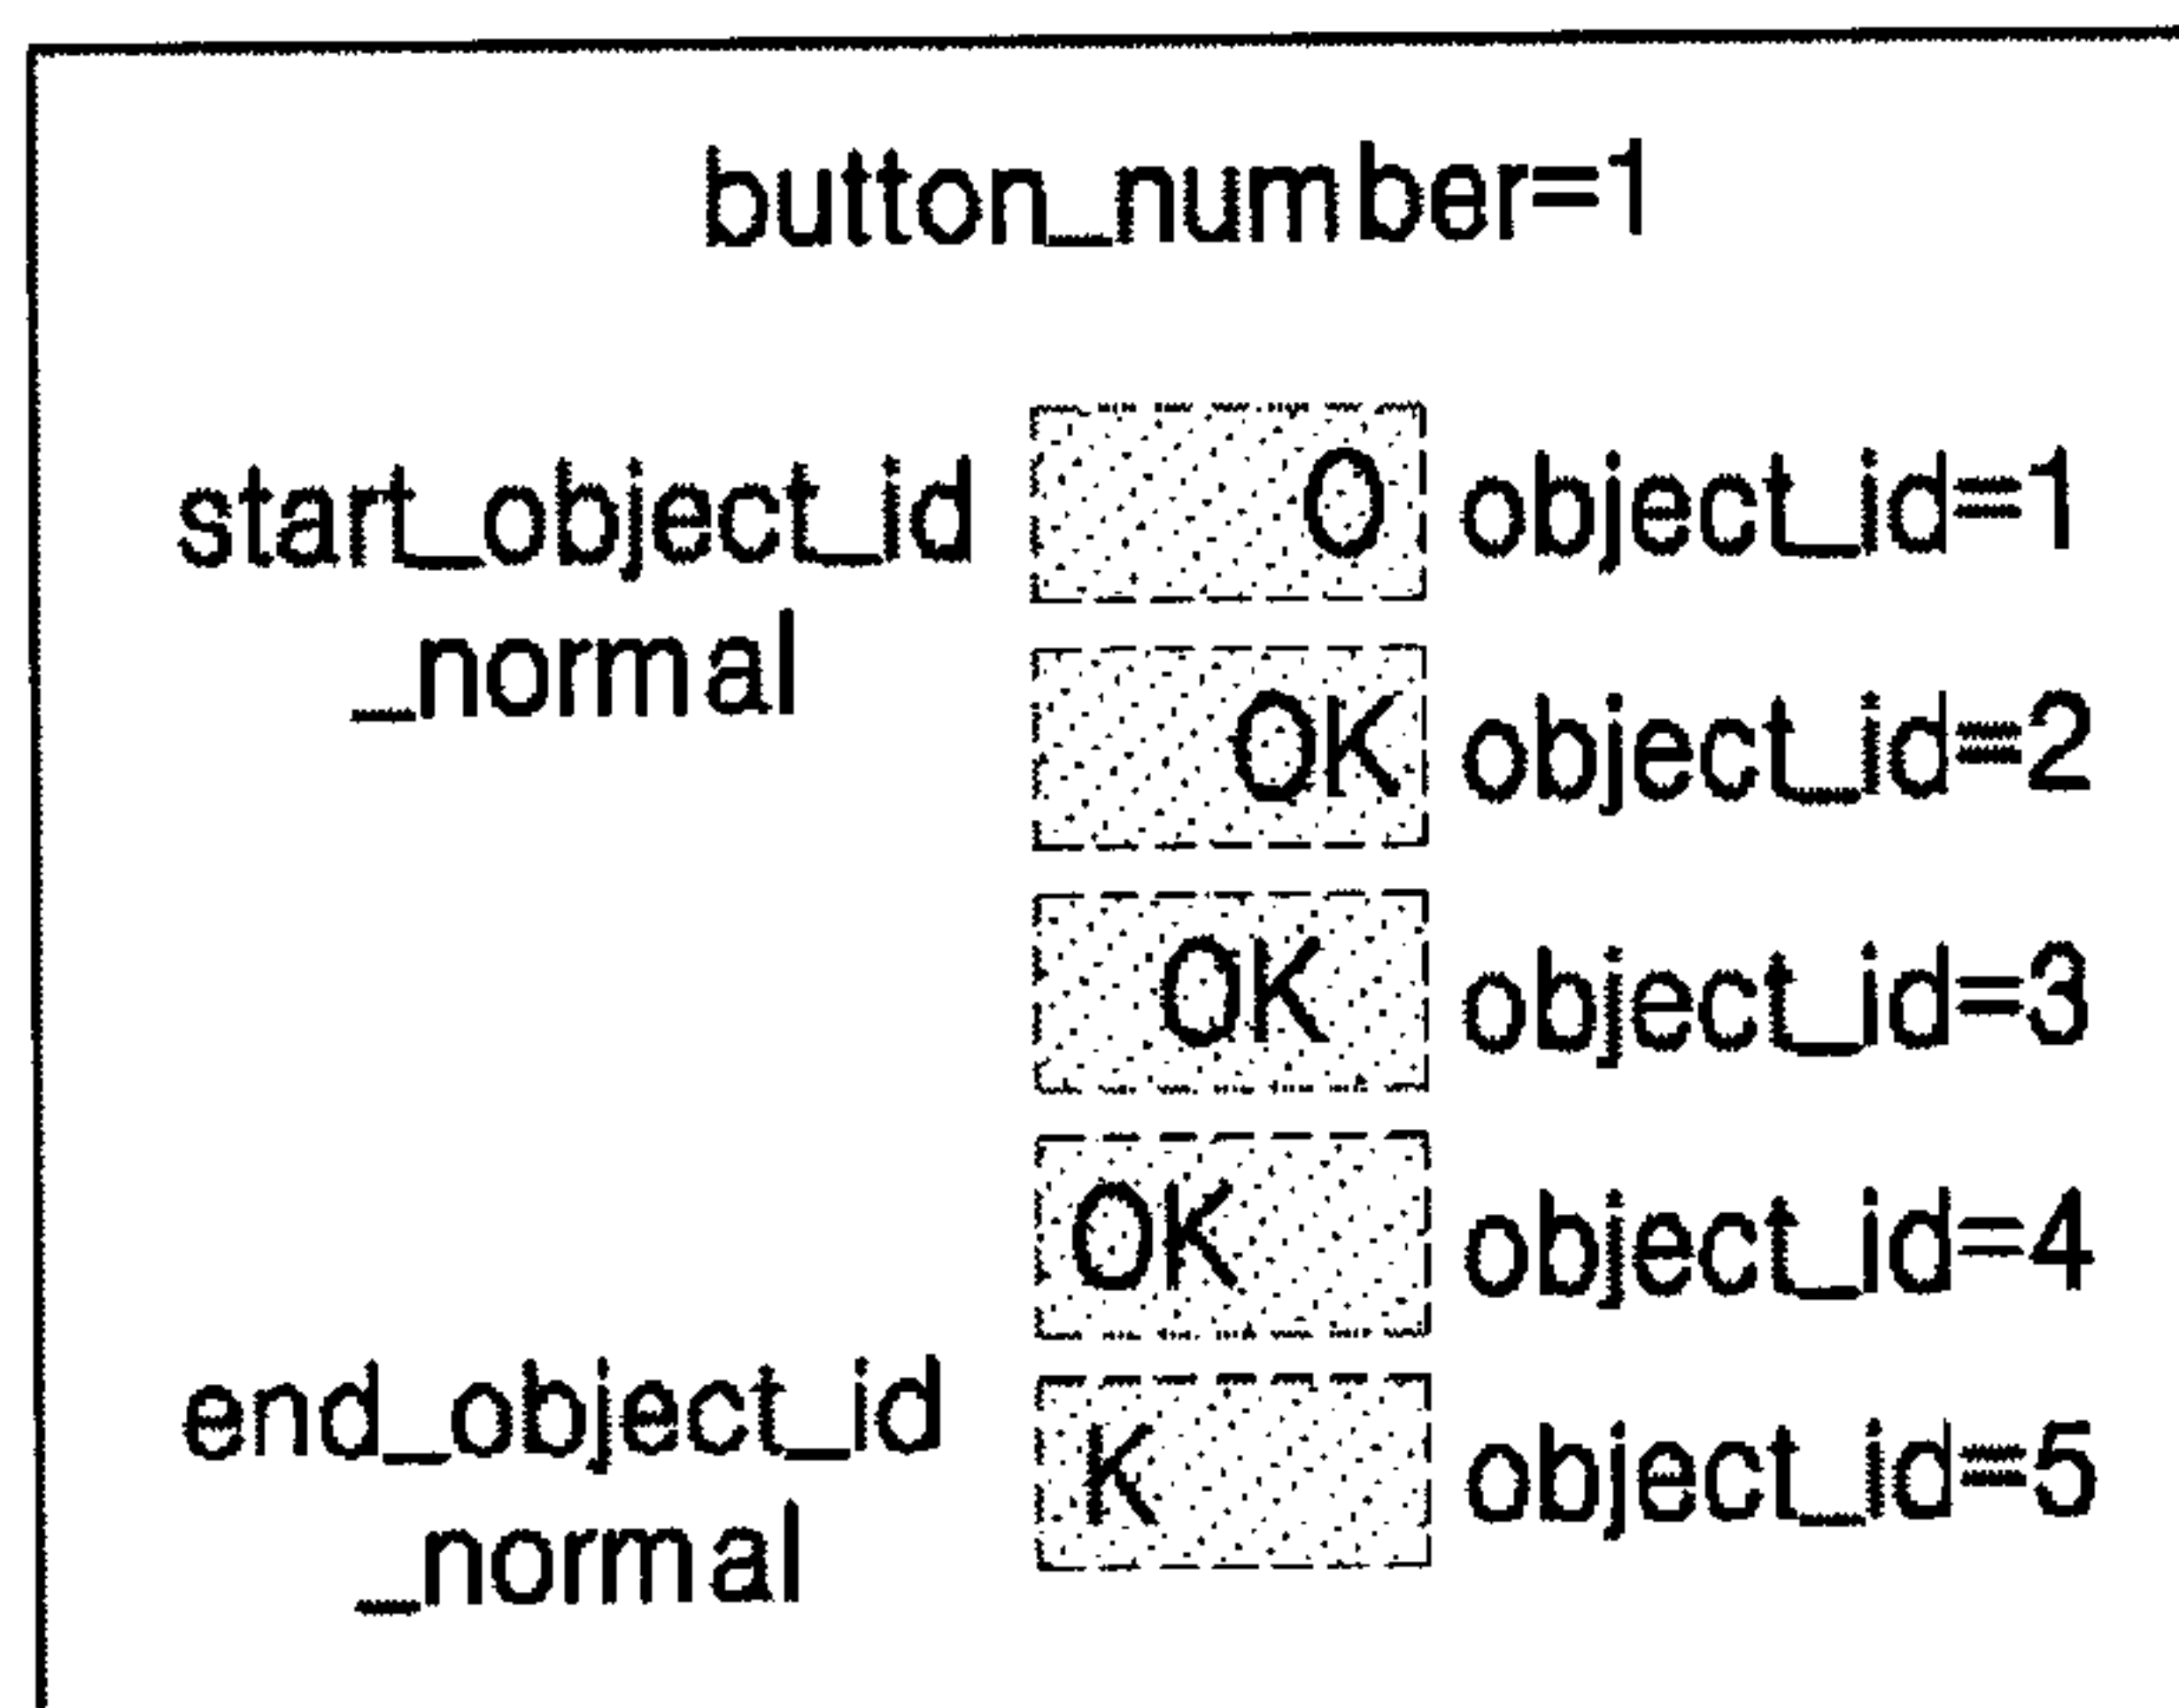 button_number=1
start_object_id O object_id=1
_normal
OK object_id=2
OK object_id=3
OK object_id=4
end_object_id K object_id=5
_normal